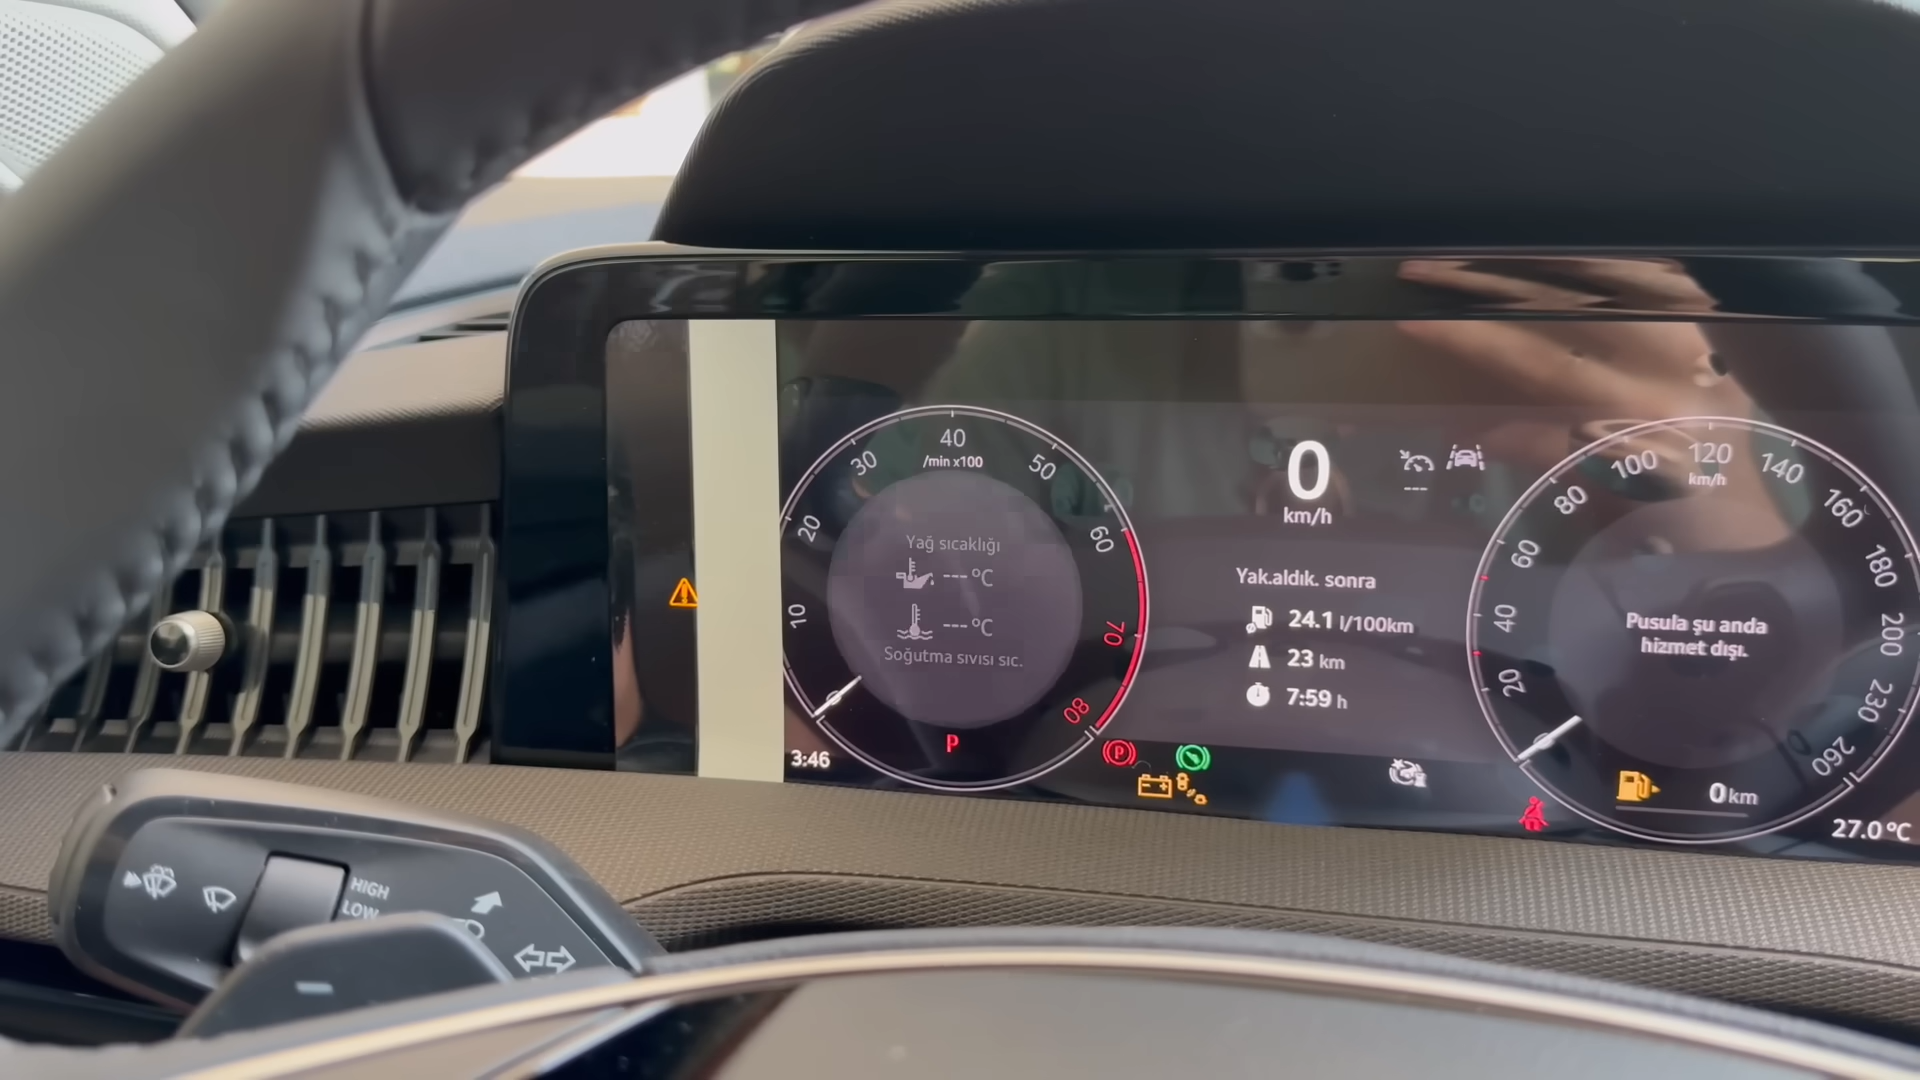 40
/min x100
30
50
20
60
10
70
80
Yağ sıcaklığı
--- °C
--- °C
Soğutma sıvısı sıc.
P
3:46
0
km/h
---
Yak.aldık. sonra
24.1 l/100km
23 km
7:59 h
P
120
km/h
100
140
80
160
60
180
40
200
20
230
260
Pusula şu anda
hizmet dışı.
0 km
27.0 °C
HIGH
LOW